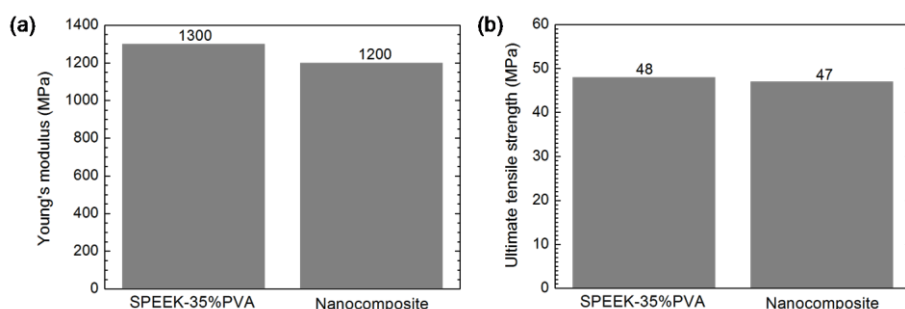 (a)
Young's modulus (MPa)
1400
1200
1000
800
600
400
200
0
1300
1200
SPEEK-35%PVA
Nanocomposite
(b)
Ultimate tensile strength (MPa)
60
50
40
30
20
10
0
48
47
SPEEK-35%PVA
Nanocomposite